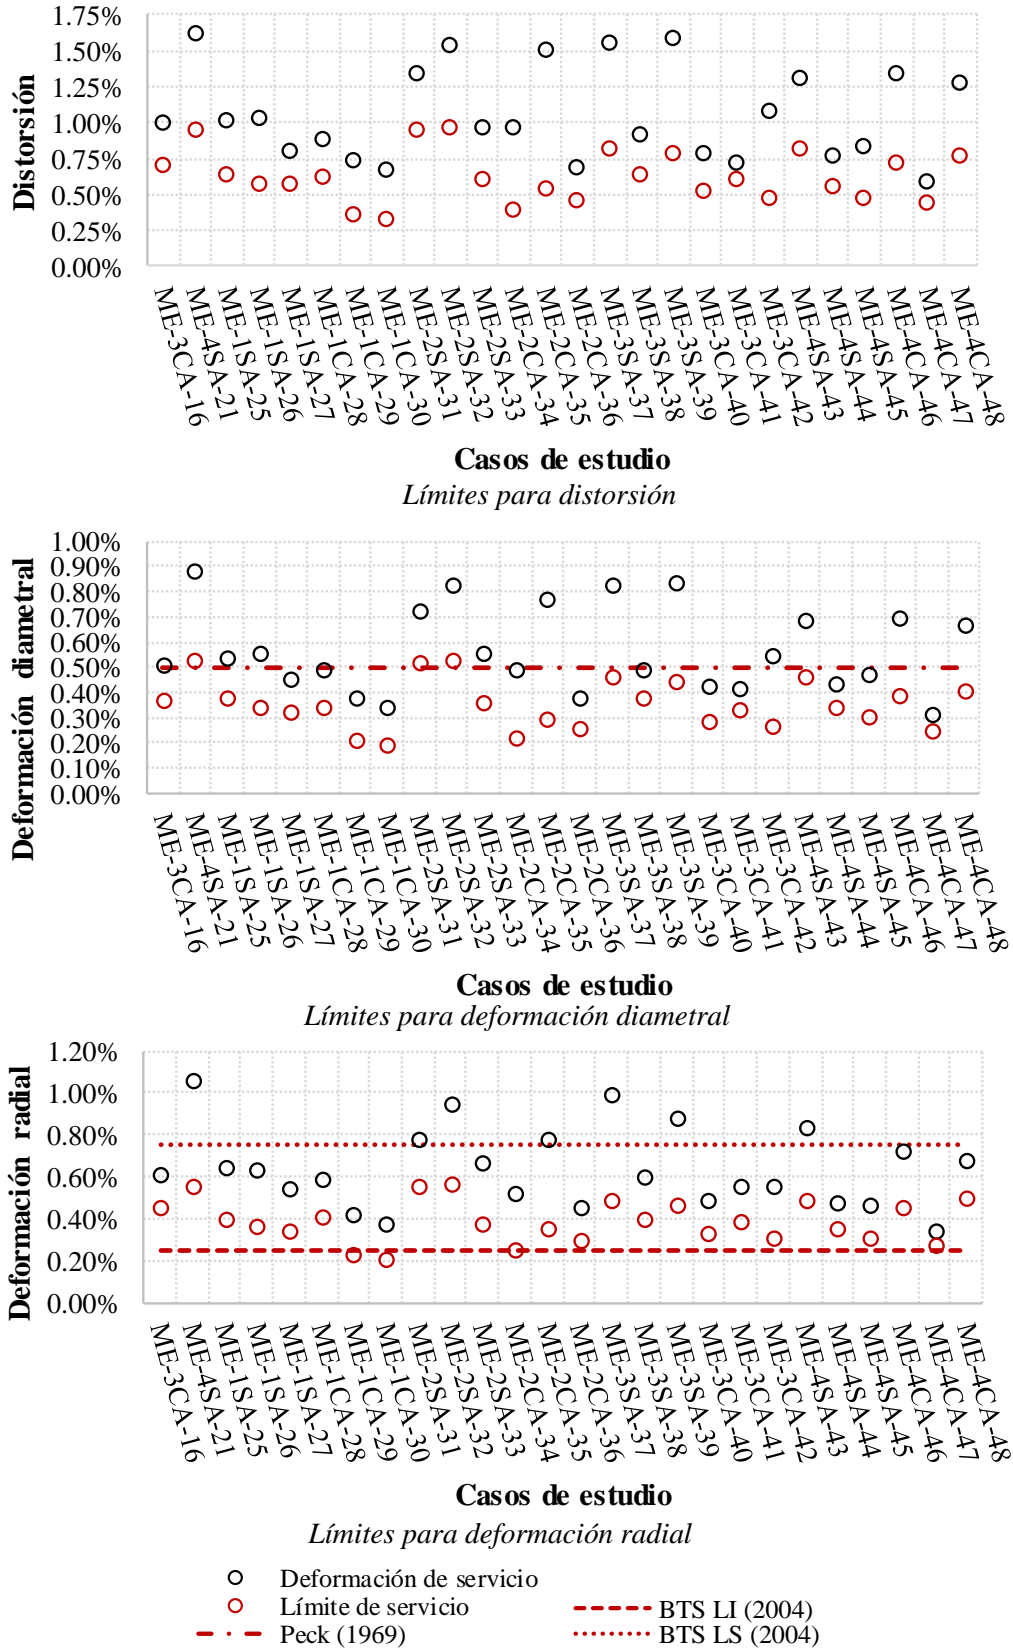 Distorsión
1.75%
1.50%
1.25%
1.00%
0.75%
0.50%
0.25%
0.00%
ME-3CA-16
ME-4SA-21
ME-1SA-25
ME-1SA-26
ME-1SA-27
ME-1CA-28
ME-1CA-29
ME-1CA-30
ME-2SA-31
ME-2SA-32
ME-2SA-33
ME-2CA-34
ME-2CA-35
ME-2CA-36
ME-3SA-37
ME-3SA-38
ME-3SA-39
ME-3CA-40
ME-3CA-41
ME-3CA-42
ME-4SA-43
ME-4SA-44
ME-4SA-45
ME-4CA-46
ME-4CA-47
ME-4CA-48
Casos de estudio
Límites para distorsión
Deformación diametral
1.00%
0.90%
0.80%
0.70%
0.60%
0.50%
0.40%
0.30%
0.20%
0.10%
0.00%
ME-3CA-16
ME-4SA-21
ME-1SA-25
ME-1SA-26
ME-1SA-27
ME-1CA-28
ME-1CA-29
ME-1CA-30
ME-2SA-31
ME-2SA-32
ME-2SA-33
ME-2CA-34
ME-2CA-35
ME-2CA-36
ME-3SA-37
ME-3SA-38
ME-3SA-39
ME-3CA-40
ME-3CA-41
ME-3CA-42
ME-4SA-43
ME-4SA-44
ME-4SA-45
ME-4CA-46
ME-4CA-47
ME-4CA-48
Casos de estudio
Límites para deformación diametral
Deformación radial
1.20%
1.00%
0.80%
0.60%
0.40%
0.20%
0.00%
ME-3CA-16
ME-4SA-21
ME-1SA-25
ME-1SA-26
ME-1SA-27
ME-1CA-28
ME-1CA-29
ME-1CA-30
ME-2SA-31
ME-2SA-32
ME-2SA-33
ME-2CA-34
ME-2CA-35
ME-2CA-36
ME-3SA-37
ME-3SA-38
ME-3SA-39
ME-3CA-40
ME-3CA-41
ME-3CA-42
ME-4SA-43
ME-4SA-44
ME-4SA-45
ME-4CA-46
ME-4CA-47
ME-4CA-48
Casos de estudio
Límites para deformación radial
Deformación de servicio
Límite de servicio
BTS LI (2004)
Peck (1969)
BTS LS (2004)